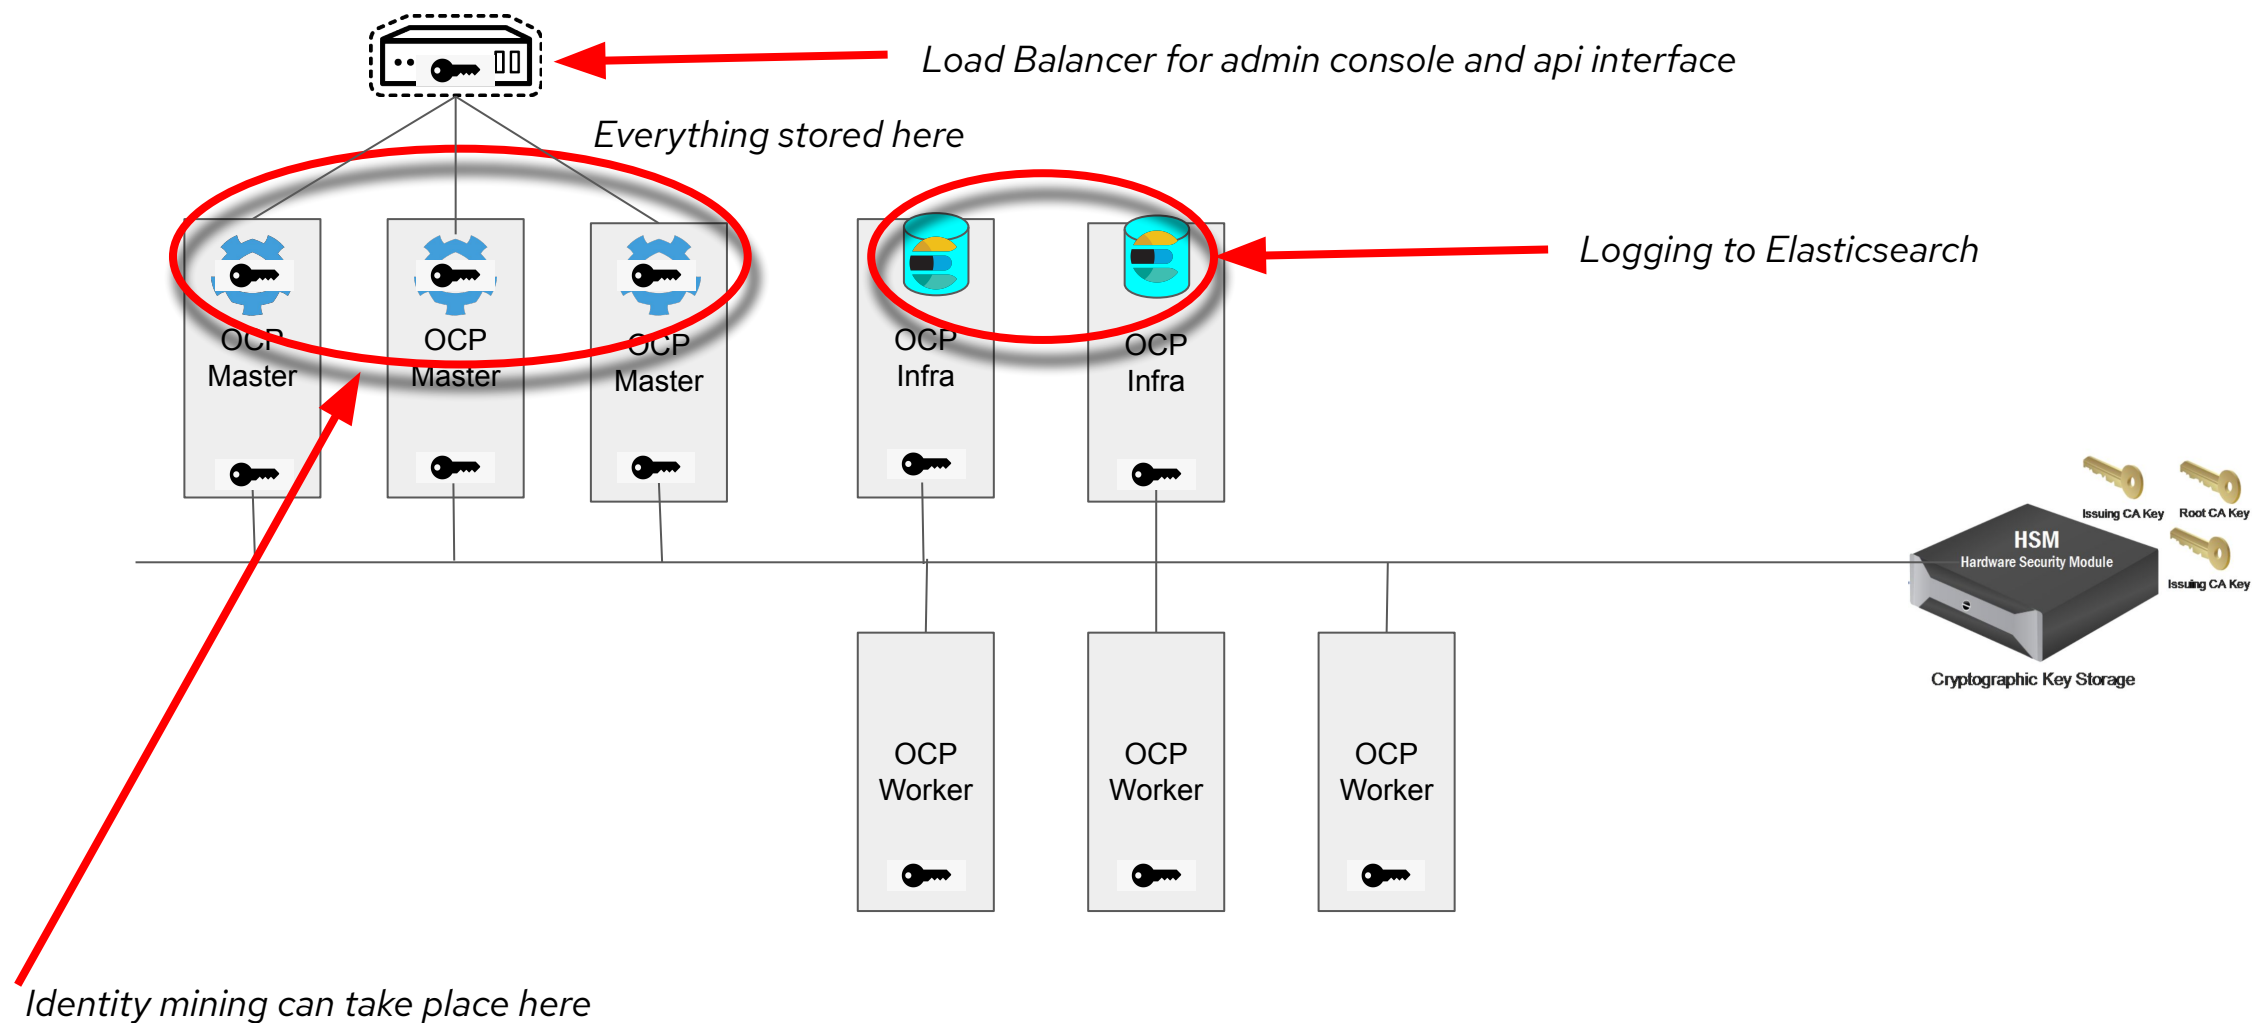 Load Balancer for admin console and api interface
Everything stored here
Logging to Elasticsearch
OCP
Master
OCP
Master
OCP
Master
OCP
Infra
OCP
Infra
Issuing CA Key
Root CA Key
HSM
Hardware Security Module
Issuing CA Key
Cryptographic Key Storage
OCP
Worker
OCP
Worker
OCP
Worker
Identity mining can take place here